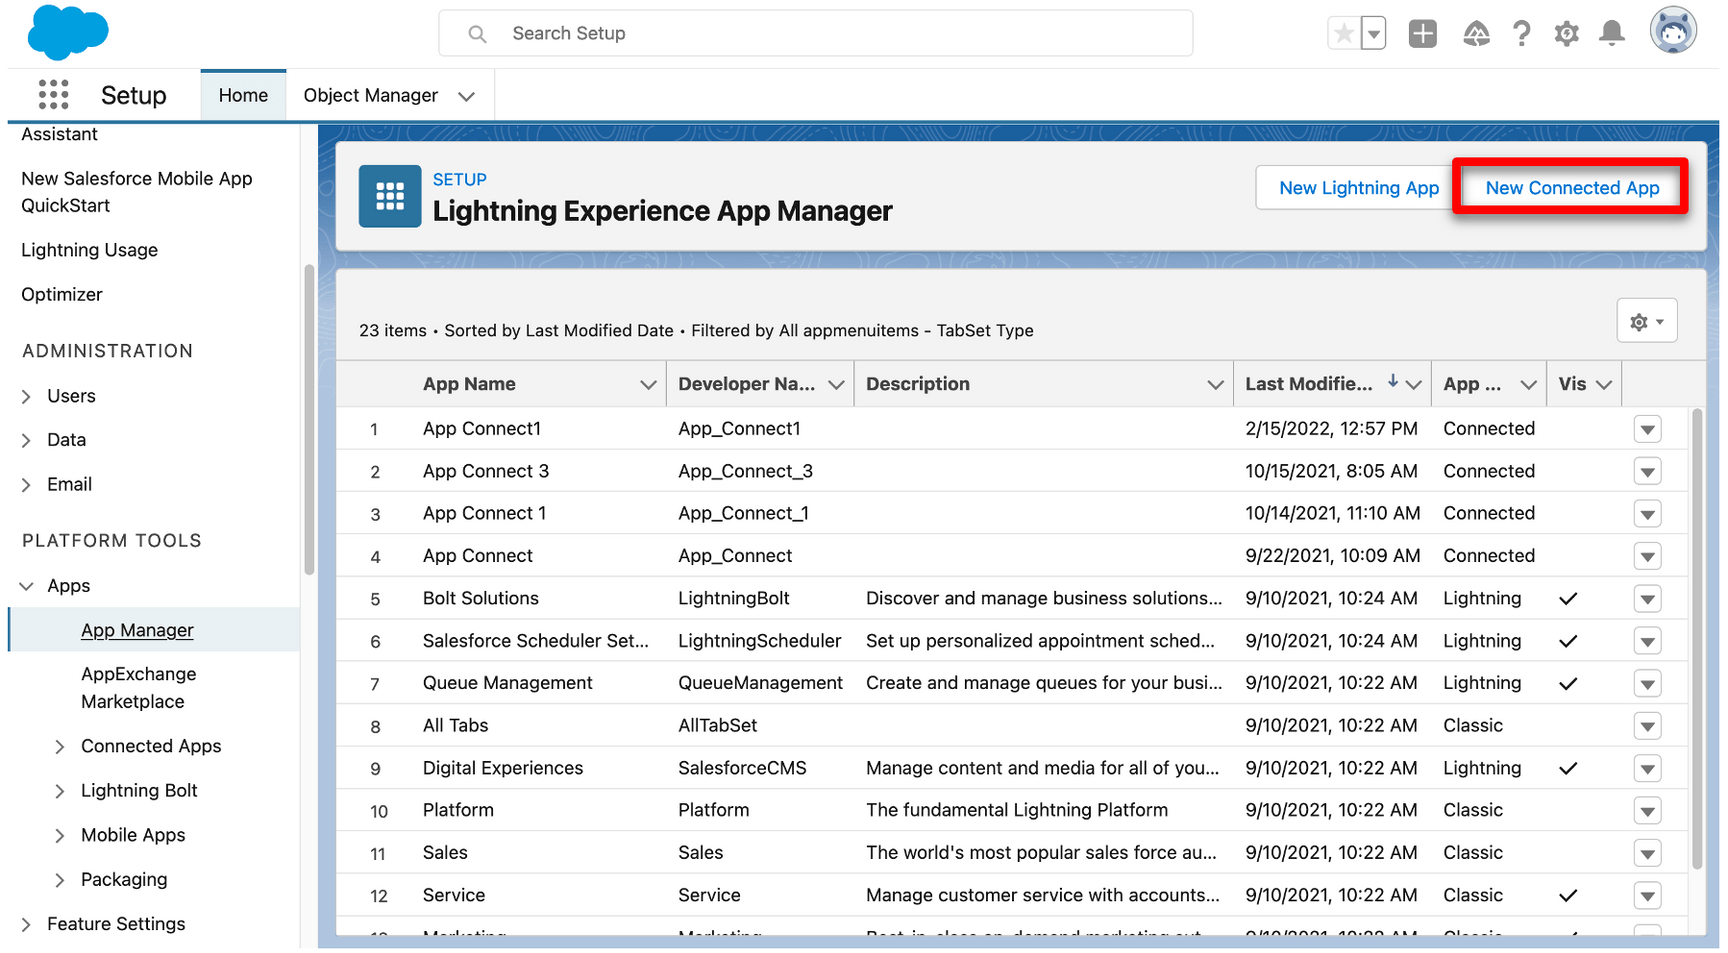 Search Setup
Setup
Home
Object Manager
Assistant
New Salesforce Mobile App
QuickStart
Lightning Usage
Optimizer
ADMINISTRATION
Users
Data
Email
PLATFORM TOOLS
Apps
App Manager
AppExchange
Marketplace
Connected Apps
Lightning Bolt
Mobile Apps
Packaging
Feature Settings
SETUP
Lightning Experience App Manager
New Lightning App
New Connected App
23 items • Sorted by Last Modified Date • Filtered by All appmenuitems - TabSet Type
App Name Developer Na... Description Last Modifie... App ... Vis
1 App Connect1 App_Connect1 2/15/2022, 12:57 PM Connected
2 App Connect 3 App_Connect_3 10/15/2021, 8:05 AM Connected
3 App Connect 1 App_Connect_1 10/14/2021, 11:10 AM Connected
4 App Connect App_Connect 9/22/2021, 10:09 AM Connected
5 Bolt Solutions LightningBolt Discover and manage business solutions... 9/10/2021, 10:24 AM Lightning
6 Salesforce Scheduler Set... LightningScheduler Set up personalized appointment sched... 9/10/2021, 10:24 AM Lightning
7 Queue Management QueueManagement Create and manage queues for your busi... 9/10/2021, 10:22 AM Lightning
8 All Tabs AllTabSet 9/10/2021, 10:22 AM Classic
9 Digital Experiences SalesforceCMS Manage content and media for all of you... 9/10/2021, 10:22 AM Lightning
10 Platform Platform The fundamental Lightning Platform 9/10/2021, 10:22 AM Classic
11 Sales Sales The world's most popular sales force au... 9/10/2021, 10:22 AM Classic
12 Service Service Manage customer service with accounts... 9/10/2021, 10:22 AM Classic